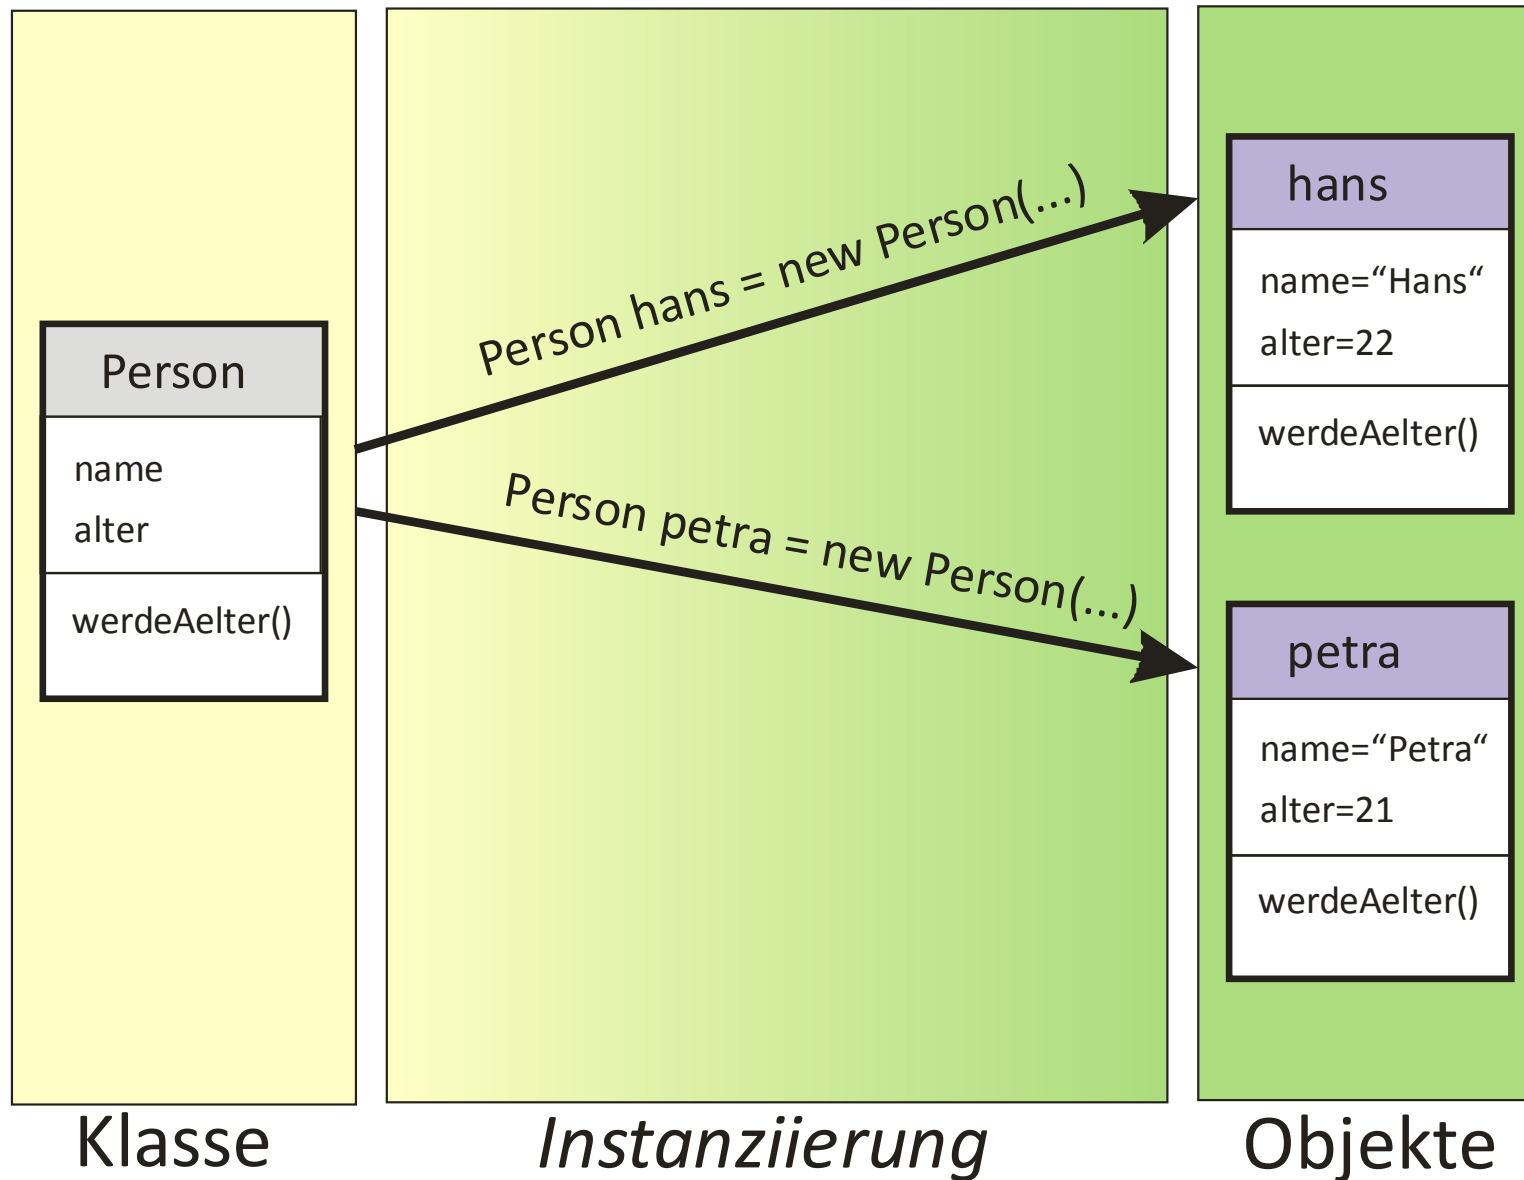 Person
name
alter
werdeAelter()
Person hans = new Person(...)
Person petra = new Person(...)
hans
name=“Hans“
alter=22
werdeAelter()
petra
name=“Petra“
alter=21
werdeAelter()
Klasse
Instanziierung
Objekte